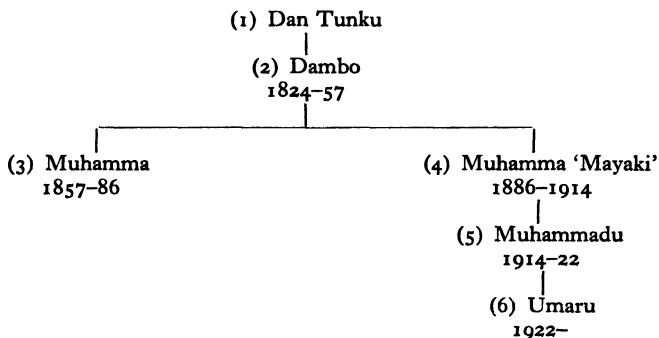 (1) Dan Tunku
(2) Dambo
1824–57
(3) Muhamma
1857–86
(4) Muhamma ‘Mayaki’
1886–1914
(5) Muhammadu
1914–22
(6) Umaru
1922–